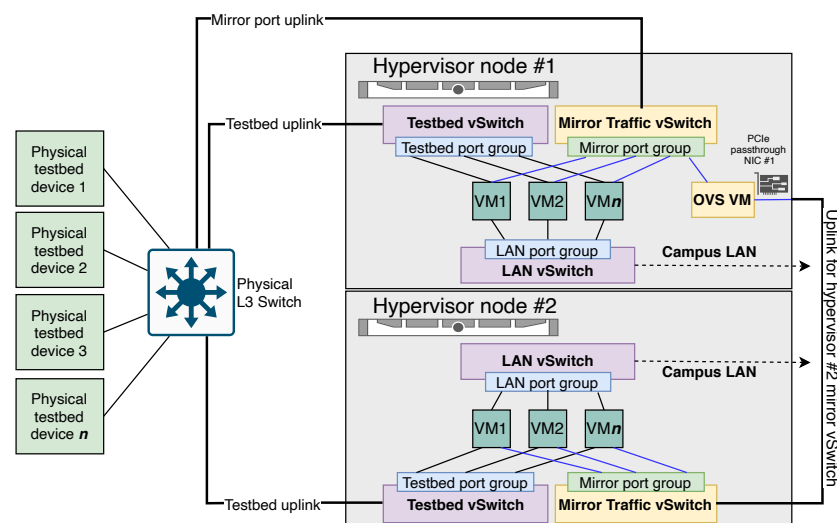 Mirror port uplink
Hypervisor node #1
Testbed uplink
Testbed vSwitch
Mirror Traffic vSwitch
Testbed port group
Mirror port group
PCIe
passthrough
NIC #1
VM1
VM2
VMn
OVS VM
LAN port group
LAN vSwitch
Campus LAN
Physical
testbed
device 1
Physical
testbed
device 2
Physical
testbed
device 3
Physical
testbed
device n
Physical
L3 Switch
Hypervisor node #2
LAN vSwitch
LAN port group
Campus LAN
VM1
VM2
VMn
Testbed port group
Mirror port group
Testbed uplink
Testbed vSwitch
Mirror Traffic vSwitch
Uplink for hypervisor #2 mirror vSwitch